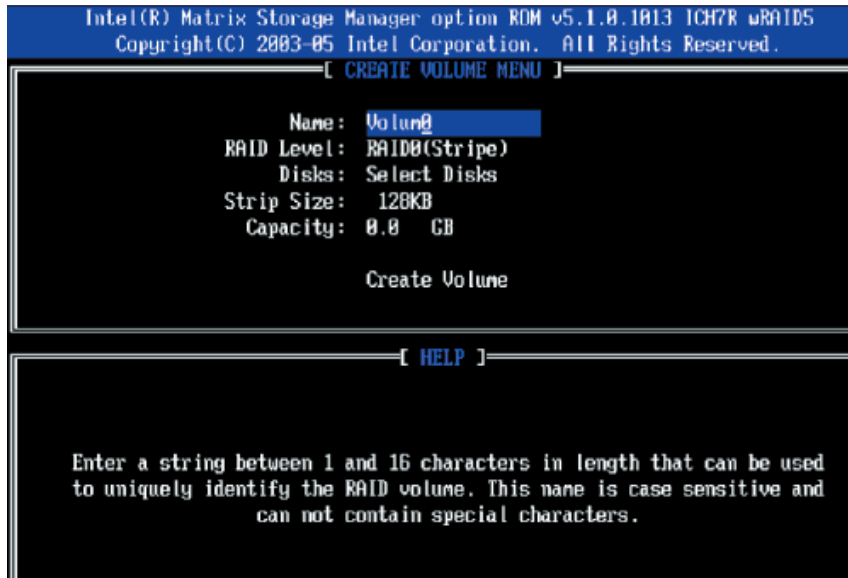 Intel(R) Matrix Storage Manager option ROM v5.1.0.1013 ICH7R wRAID5
Copyright(C) 2003-05 Intel Corporation. All Rights Reserved.
[ CREATE VOLUME MENU ]
Name: Volum0
RAID Level: RAID0(Stripe)
Disks: Select Disks
Strip Size: 128KB
Capacity: 0.0 GB
Create Volume
[ HELP ]
Enter a string between 1 and 16 characters in length that can be used
to uniquely identify the RAID volume. This name is case sensitive and
can not contain special characters.